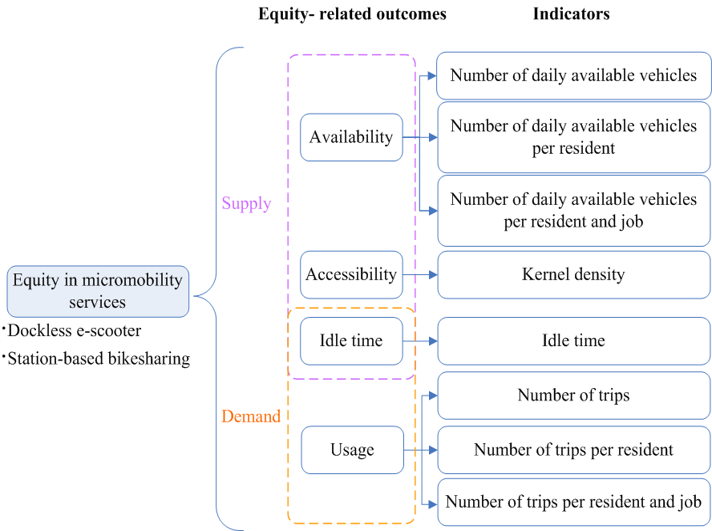 Equity- related outcomes
Indicators
Number of daily available vehicles
Availability
Number of daily available vehicles
per resident
Supply
Number of daily available vehicles
per resident and job
Equity in micromobility
services
Accessibility
Kernel density
·Dockless e-scooter
·Station-based bikesharing
Idle time
Idle time
Demand
Number of trips
Usage
Number of trips per resident
Number of trips per resident and job